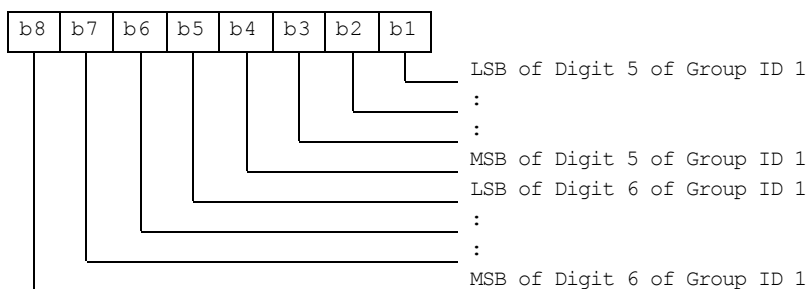 b8 b7 b6 b5 b4 b3 b2 b1
LSB of Digit 5 of Group ID 1
:
:
MSB of Digit 5 of Group ID 1
LSB of Digit 6 of Group ID 1
:
:
MSB of Digit 6 of Group ID 1